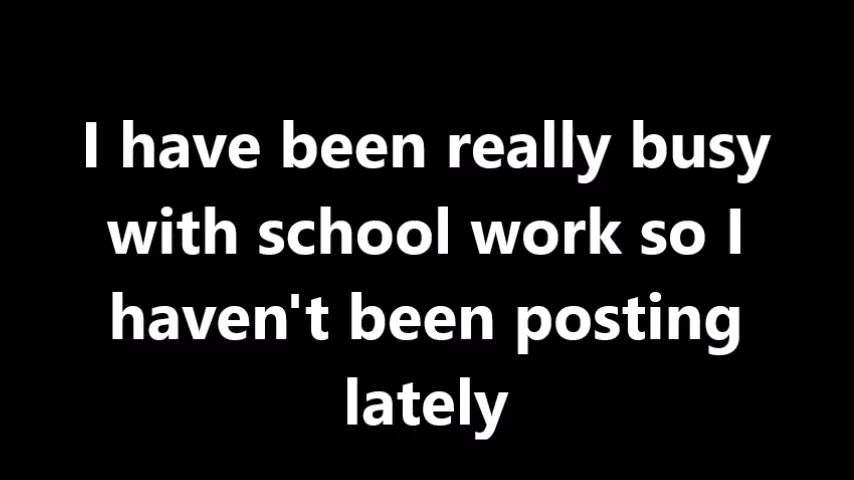 I have been really busy
with school work so I
haven't been posting
lately